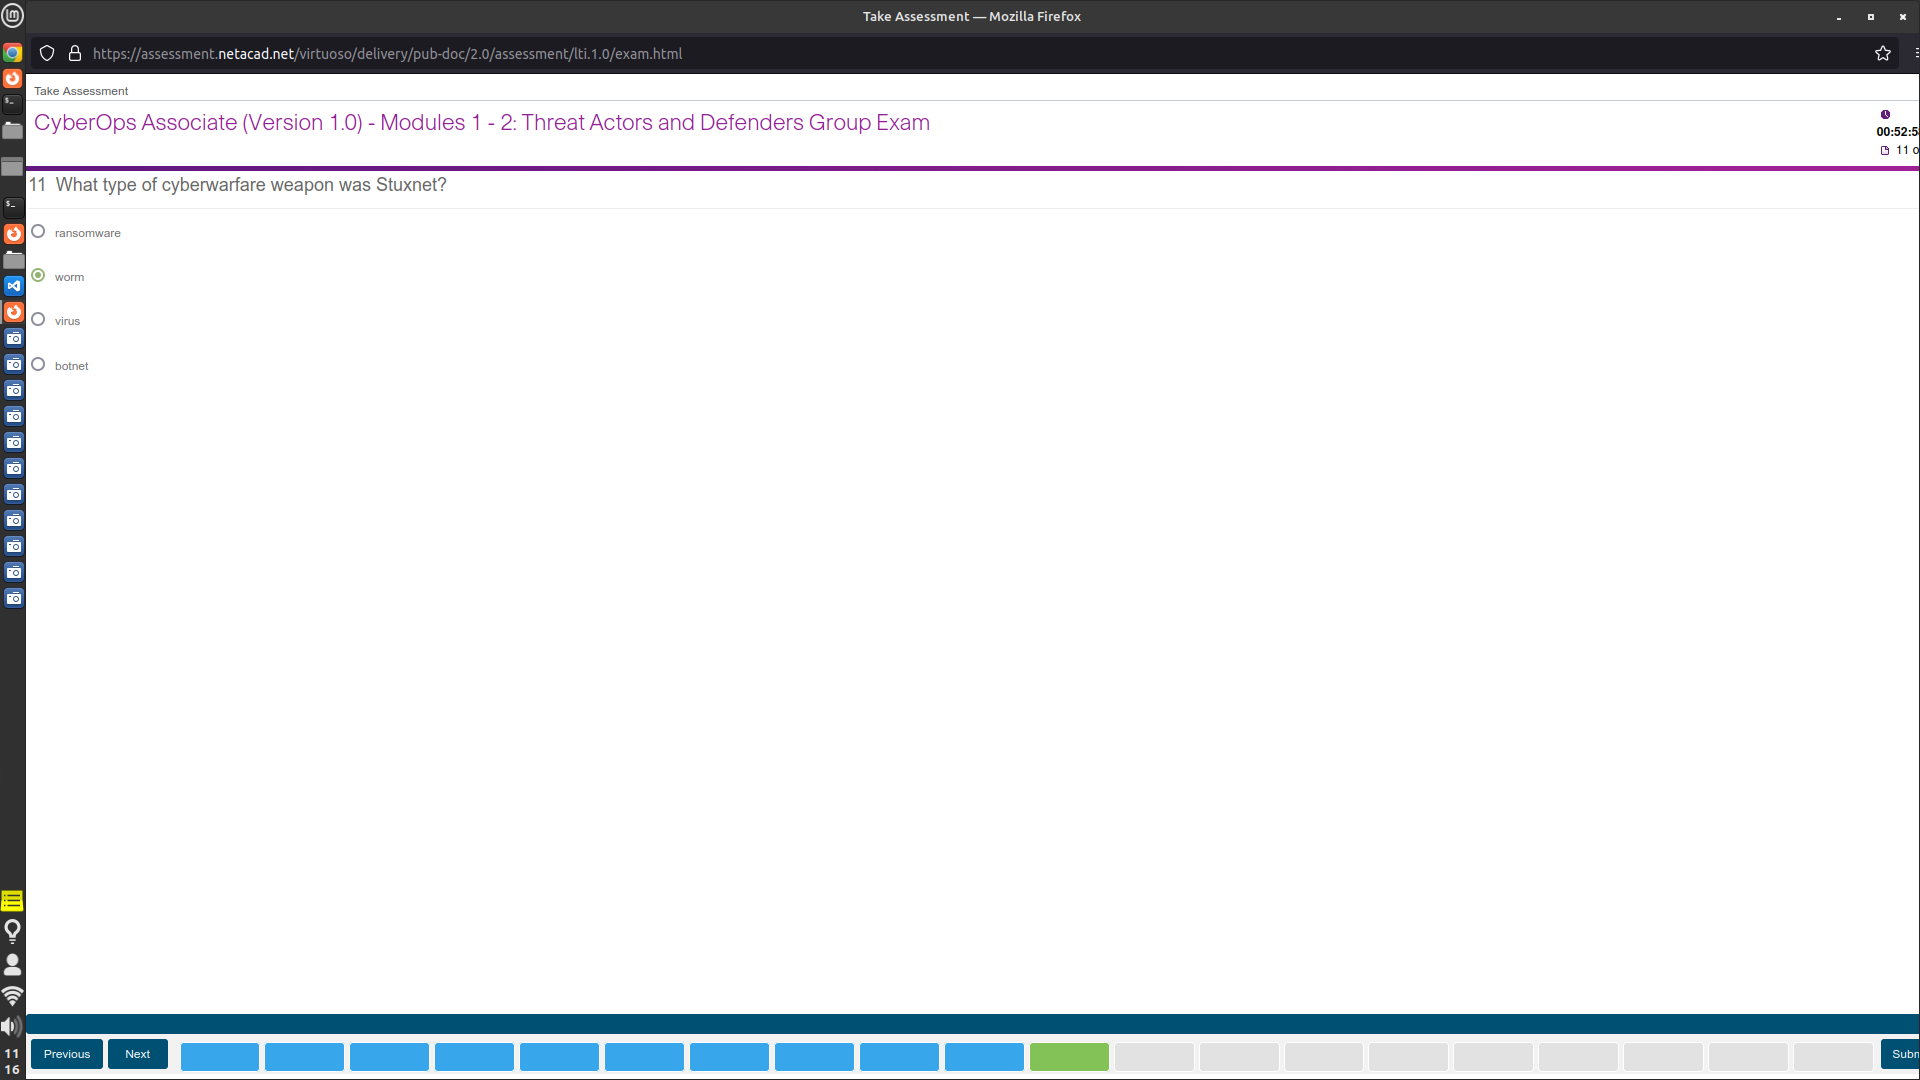 Take Assessment — Mozilla Firefox
https://assessment.netacad.net/virtuoso/delivery/pub-doc/2.0/assessment/lti.1.0/exam.html
Take Assessment
CyberOps Associate (Version 1.0) - Modules 1 - 2: Threat Actors and Defenders Group Exam
00:52:5
11 o
11 What type of cyberwarfare weapon was Stuxnet?
ransomware
worm
virus
botnet
Previous
Next
Subm
11
16